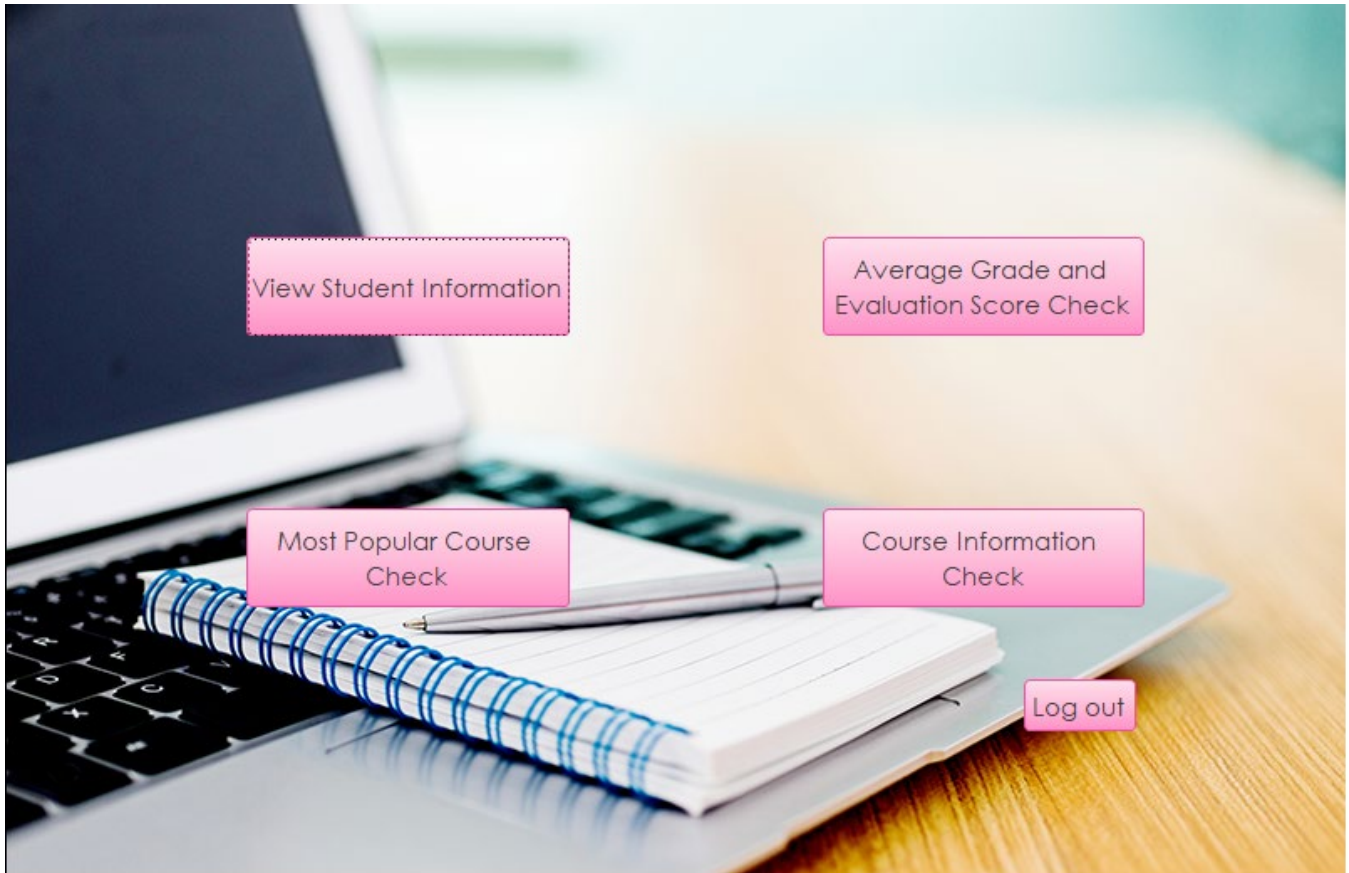 View Student Information
Average Grade and
Evaluation Score Check
Most Popular Course
Check
Course Information
Check
Log out